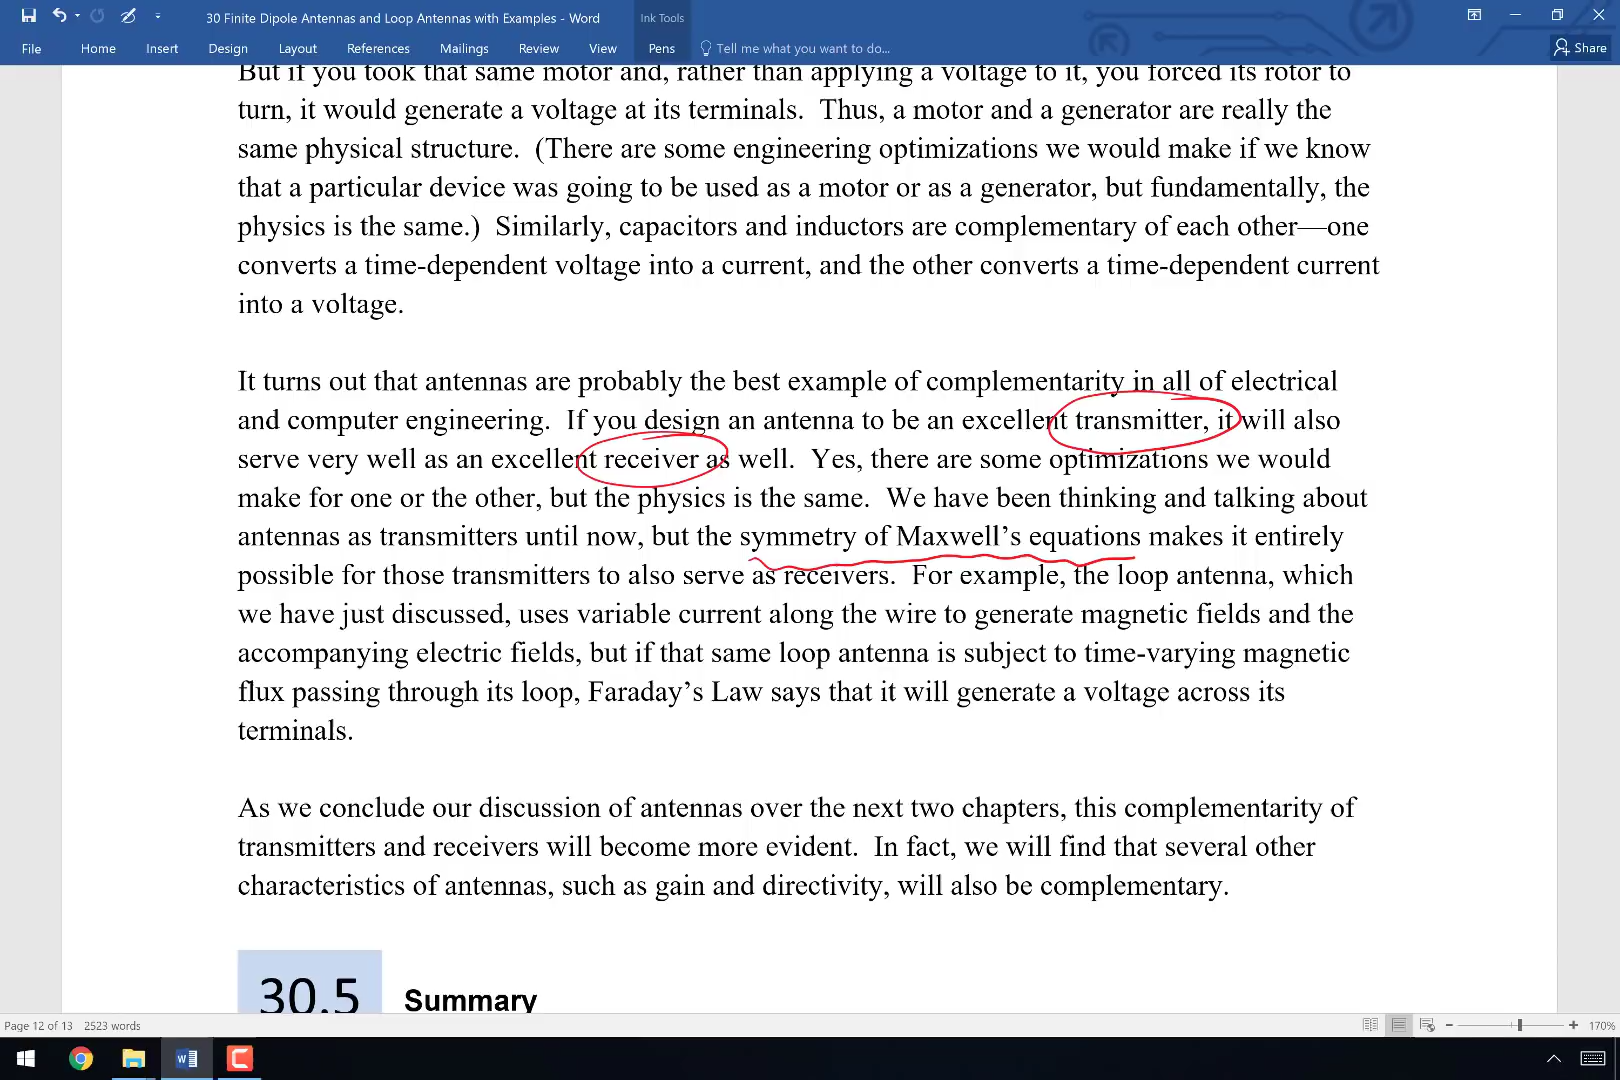 30 Finite Dipole Antennas and Loop Antennas with Examples - Word
Ink Tools
File Home Insert Design Layout References Mailings Review View Pens Tell me what you want to do... Share
But if you took that same motor and, rather than applying a voltage to it, you forced its rotor to
turn, it would generate a voltage at its terminals. Thus, a motor and a generator are really the
same physical structure. (There are some engineering optimizations we would make if we know
that a particular device was going to be used as a motor or as a generator, but fundamentally, the
physics is the same.) Similarly, capacitors and inductors are complementary of each other—one
converts a time-dependent voltage into a current, and the other converts a time-dependent current
into a voltage.
It turns out that antennas are probably the best example of complementarity in all of electrical
and computer engineering. If you design an antenna to be an excellent transmitter, it will also
serve very well as an excellent receiver as well. Yes, there are some optimizations we would
make for one or the other, but the physics is the same. We have been thinking and talking about
antennas as transmitters until now, but the symmetry of Maxwell's equations makes it entirely
possible for those transmitters to also serve as receivers. For example, the loop antenna, which
we have just discussed, uses variable current along the wire to generate magnetic fields and the
accompanying electric fields, but if that same loop antenna is subject to time-varying magnetic
flux passing through its loop, Faraday's Law says that it will generate a voltage across its
terminals.
As we conclude our discussion of antennas over the next two chapters, this complementarity of
transmitters and receivers will become more evident. In fact, we will find that several other
characteristics of antennas, such as gain and directivity, will also be complementary.
30.5 Summary
Page 12 of 13 2523 words 170%